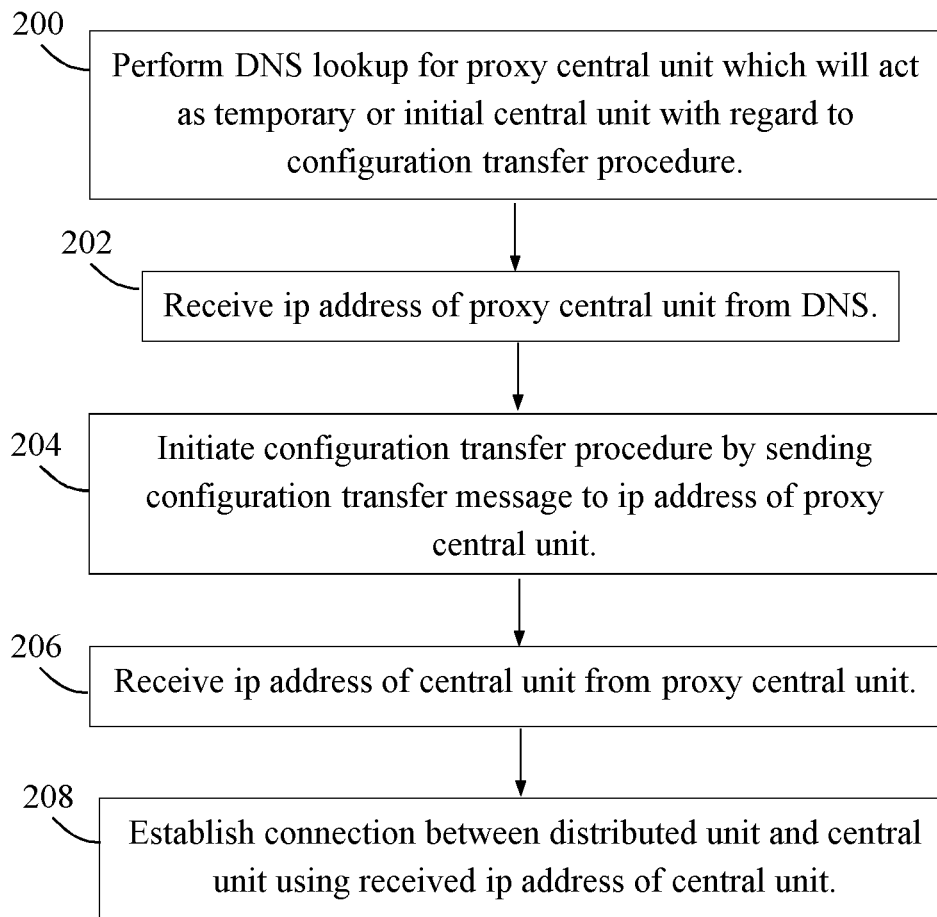 200
Perform DNS lookup for proxy central unit which will act
as temporary or initial central unit with regard to
configuration transfer procedure.
202
Receive ip address of proxy central unit from DNS.
204
Initiate configuration transfer procedure by sending
configuration transfer message to ip address of proxy
central unit.
206
Receive ip address of central unit from proxy central unit.
208
Establish connection between distributed unit and central
unit using received ip address of central unit.